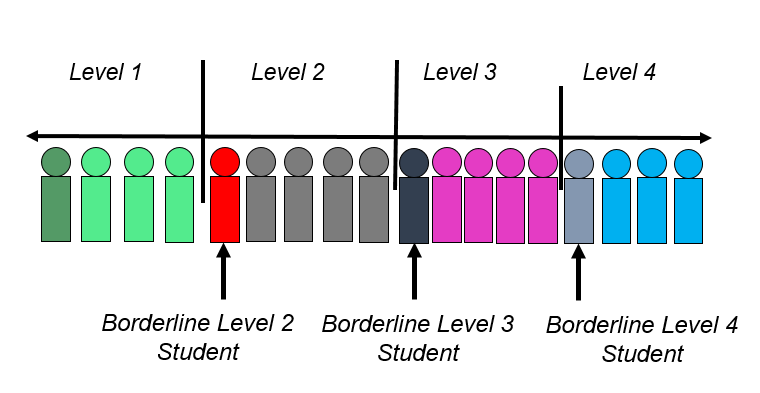 Level 1
Level 2
Level 3
Level 4
Borderline Level 2
Student
Borderline Level 3
Student
Borderline Level 4
Student